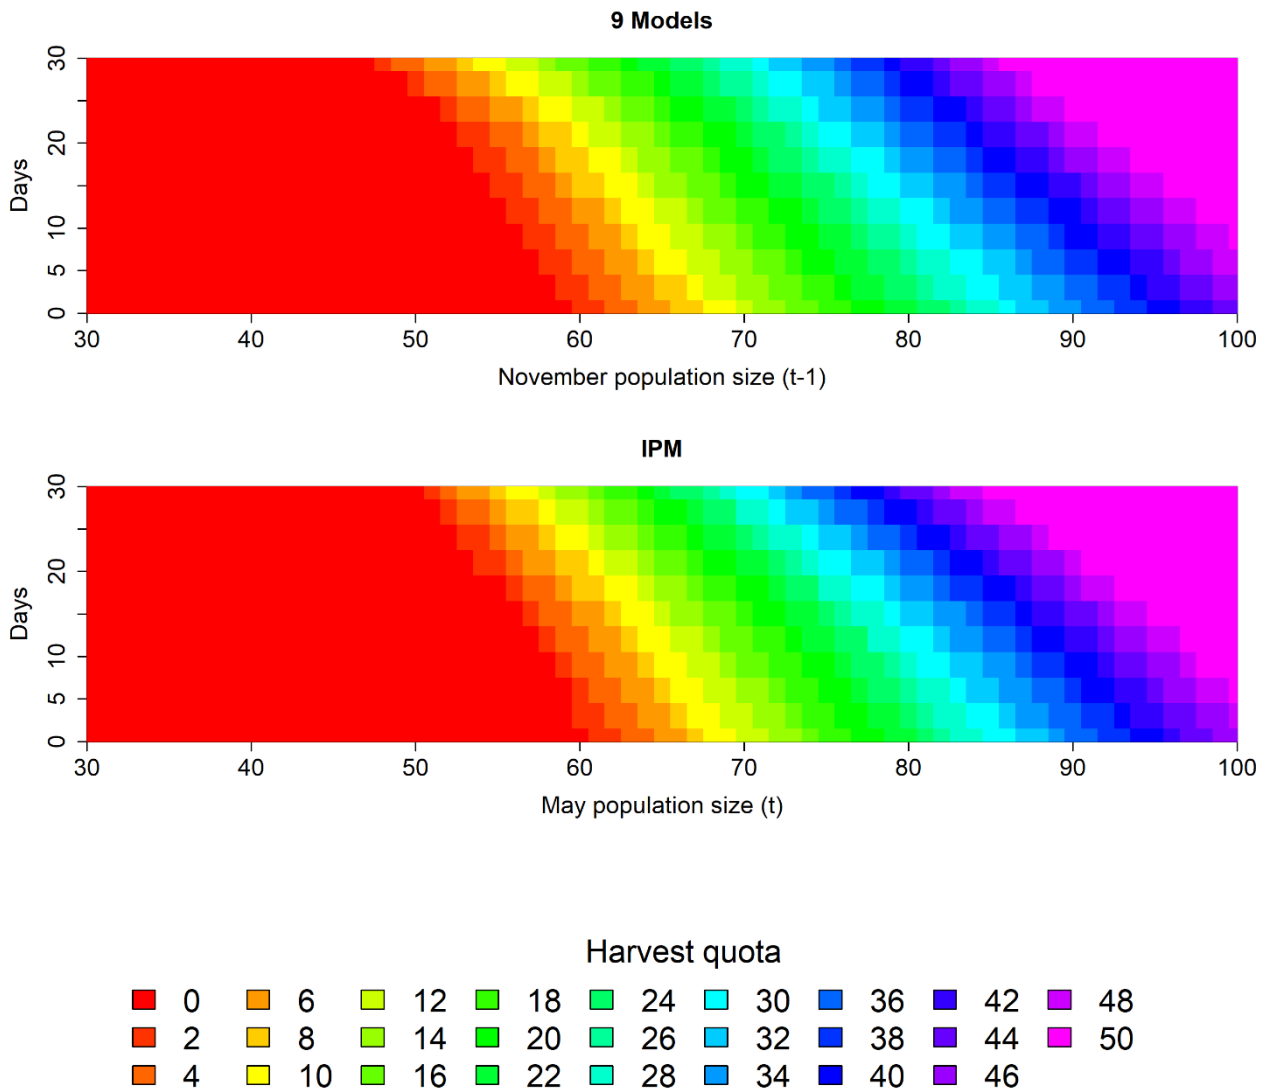 9 Models
Days
30
20
10
5
0
30 40 50 60 70 80 90 100
November population size (t-1)
IPM
Days
30
20
10
5
0
30 40 50 60 70 80 90 100
May population size (t)
Harvest quota
0 6 12 18 24 30 36 42 48
2 8 14 20 26 32 38 44 50
4 10 16 22 28 34 40 46